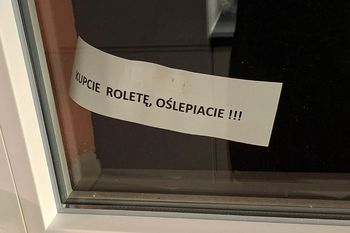 KUPCIE ROLETĘ, OŚLEPIACIE !!!